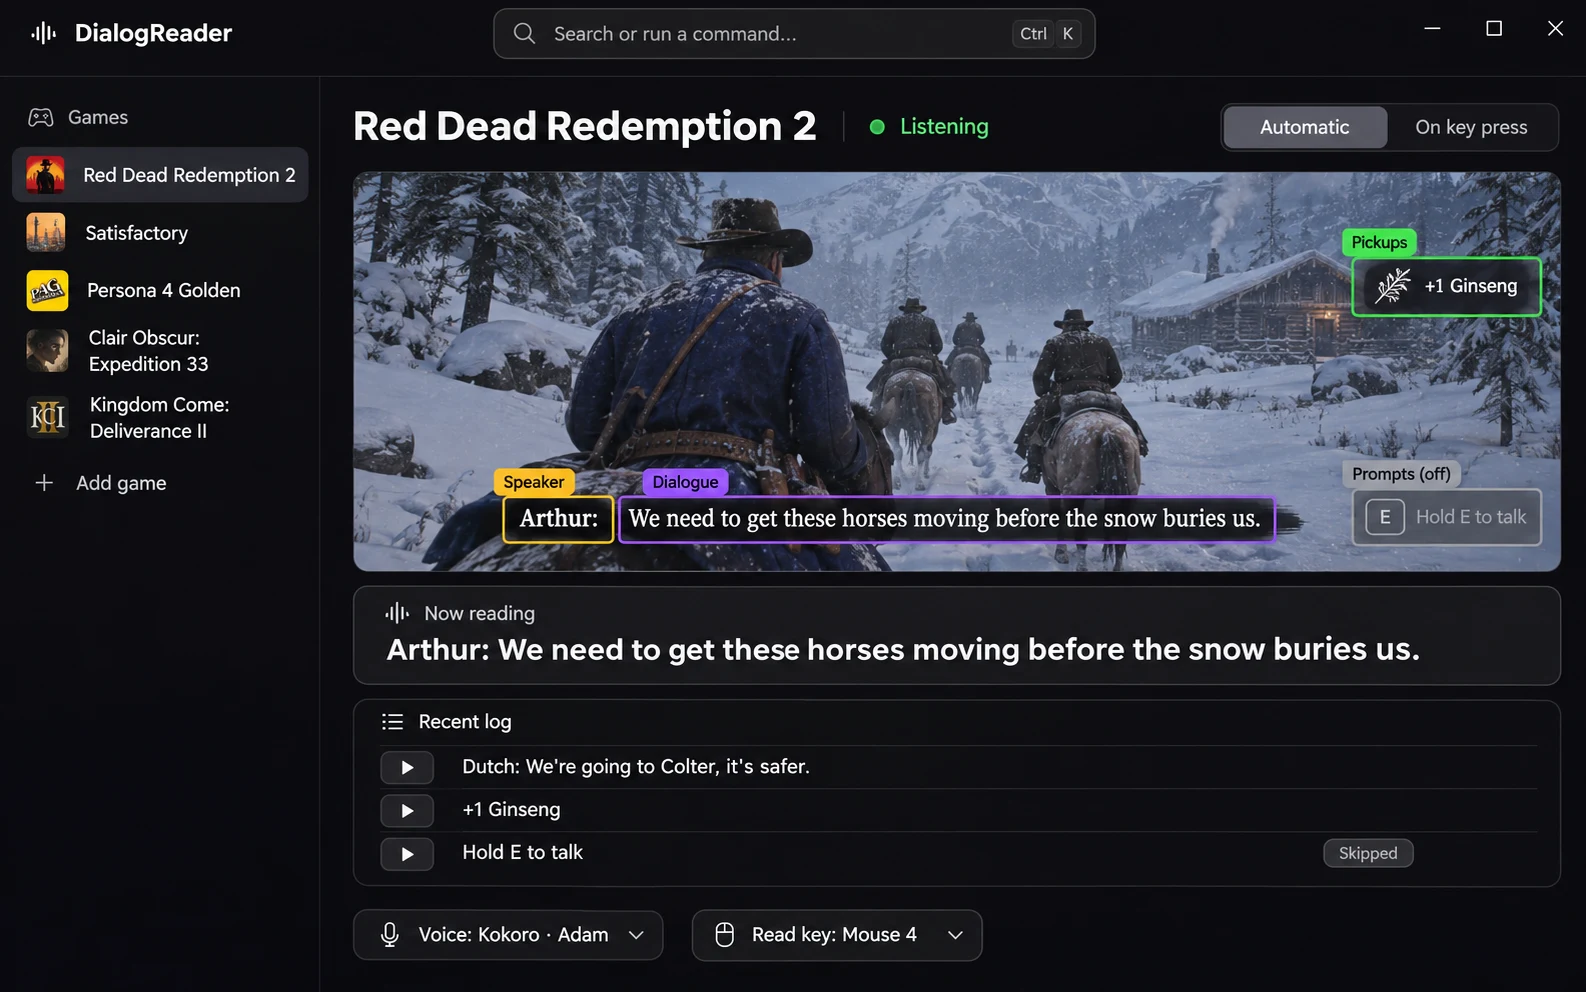 DialogReader
Search or run a command...
Ctrl K
Games
Red Dead Redemption 2
Satisfactory
P4G
Persona 4 Golden
Clair Obscur:
Expedition 33
KCI
II
Kingdom Come:
Deliverance II
Add game
Red Dead Redemption 2
Listening
Automatic
On key press
Pickups
+1 Ginseng
Prompts (off)
E Hold E to talk
Speaker
Dialogue
Arthur: We need to get these horses moving before the snow buries us.
Now reading
Arthur: We need to get these horses moving before the snow buries us.
Recent log
Dutch: We're going to Colter, it's safer.
+1 Ginseng
Hold E to talk
Skipped
Voice: Kokoro · Adam
Read key: Mouse 4